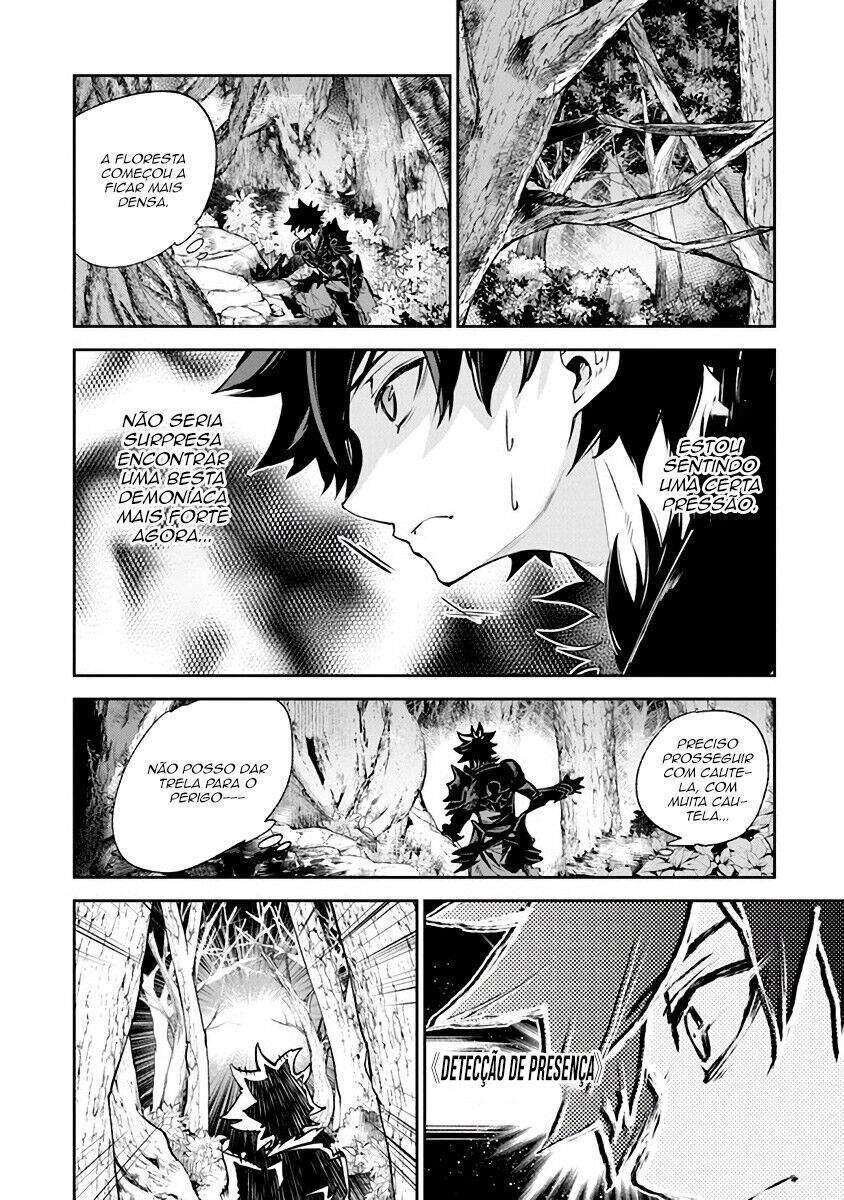 A FLORESTA
COMEÇOU A
FICAR MAIS
DENSA.
ESTOU
SENTINDO
UMA CERTA
PRESSÃO.
NÃO SERIA
SURPRESA
ENCONTRAR
UMA BESTA
DEMONÍACA
MAIS FORTE
AGORA...
PRECISO
PROSSEGUIR
COM CAUTE-
LA, COM
MUITA CAU-
TELA...
NÃO POSSO DAR
TRELA PARA O
PERIGO---
《DETECÇÃO DE PRESENÇA》